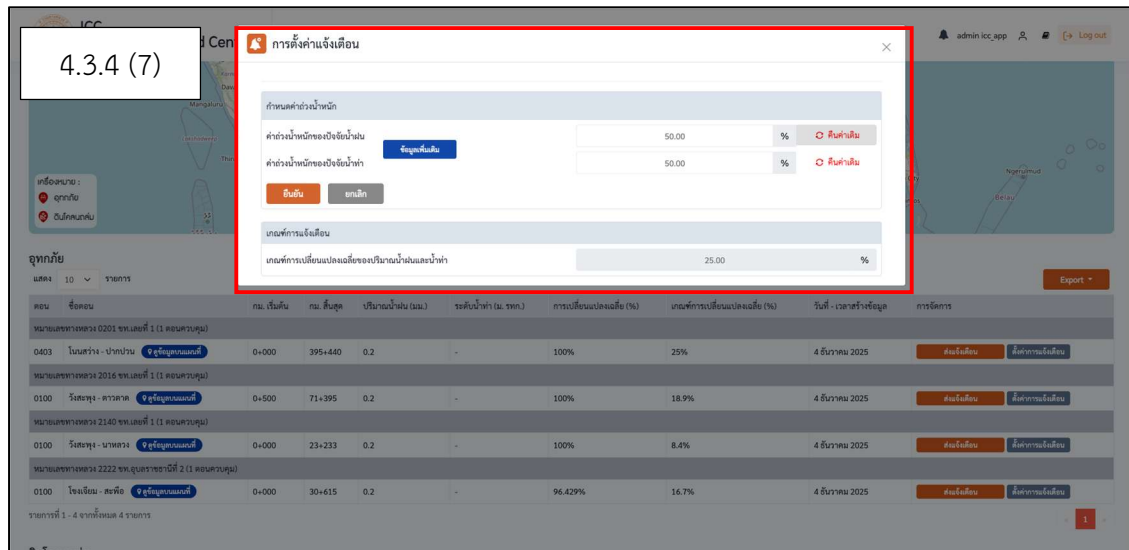 ICC
d Cen
4.3.4 (7)
การตั้งค่าแจ้งเตือน
admin icc_app
Log out
กำหนดค่าถ่วงน้ำหนัก
ค่าถ่วงน้ำหนักของปัจจัยน้ำฝน
50.00 % คืนค่าเดิม
ข้อมูลเพิ่มเติม
ค่าถ่วงน้ำหนักของปัจจัยน้ำท่า
50.00 % คืนค่าเดิม
ยืนยัน ยกเลิก
เกณฑ์การแจ้งเตือน
เกณฑ์การเปลี่ยนแปลงเฉลี่ยของปริมาณน้ำฝนและน้ำท่า 25.00 %
Mangaluru
Ngerulmud
Belau
เครื่องหมาย :
อุทกภัย
ดินโคลนถล่ม
อุทกภัย
แสดง 10 รายการ
Export
ตอน ชื่อตอน กม. เริ่มต้น กม. สิ้นสุด ปริมาณน้ำฝน (มม.) ระดับน้ำท่า (ม. รทก.) การเปลี่ยนแปลงเฉลี่ย (%) เกณฑ์การเปลี่ยนแปลงเฉลี่ย (%) วันที่ - เวลาสร้างข้อมูล การจัดการ
หมายเลขทางหลวง 0201 ขท.เลยที่ 1 (1 ตอนควบคุม)
0403 โนนสว่าง - ปากปวน ดูข้อมูลบนแผนที่ 0+000 395+440 0.2 - 100% 25% 4 ธันวาคม 2025 ส่งแจ้งเตือน ตั้งค่าการแจ้งเตือน
หมายเลขทางหลวง 2016 ขท.เลยที่ 1 (1 ตอนควบคุม)
0100 วังสะพุง - ตาวตาด ดูข้อมูลบนแผนที่ 0+500 71+395 0.2 - 100% 18.9% 4 ธันวาคม 2025 ส่งแจ้งเตือน ตั้งค่าการแจ้งเตือน
หมายเลขทางหลวง 2140 ขท.เลยที่ 1 (1 ตอนควบคุม)
0100 วังสะพุง - นาหลวง ดูข้อมูลบนแผนที่ 0+000 23+233 0.2 - 100% 8.4% 4 ธันวาคม 2025 ส่งแจ้งเตือน ตั้งค่าการแจ้งเตือน
หมายเลขทางหลวง 2222 ขท.อุบลราชธานีที่ 2 (1 ตอนควบคุม)
0100 โขงเจียม - สะพือ ดูข้อมูลบนแผนที่ 0+000 30+615 0.2 - 96.429% 16.7% 4 ธันวาคม 2025 ส่งแจ้งเตือน ตั้งค่าการแจ้งเตือน
รายการที่ 1 - 4 จากทั้งหมด 4 รายการ
1